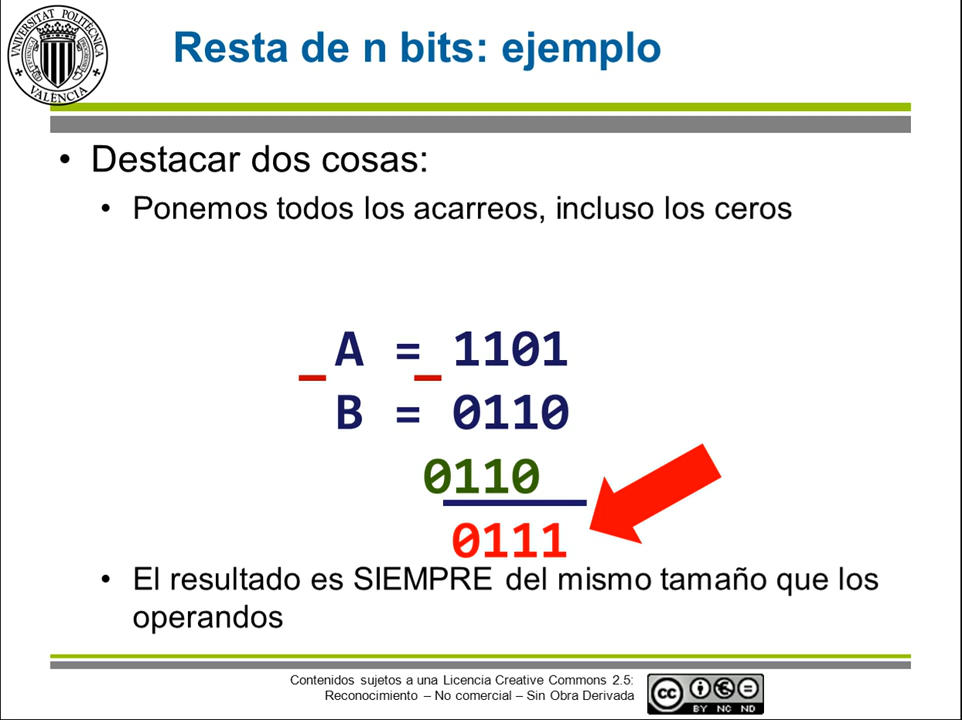 UNIVERSITAT POLITÈCNICA
VALENCIA
Resta de n bits: ejemplo
• Destacar dos cosas:
• Ponemos todos los acarreos, incluso los ceros
_ A = _ 1101
B = 0110
0110
0111
• El resultado es SIEMPRE del mismo tamaño que los
operandos
Contenidos sujetos a una Licencia Creative Commons 2.5:
Reconocimiento – No comercial – Sin Obra Derivada
cc
BY NC ND